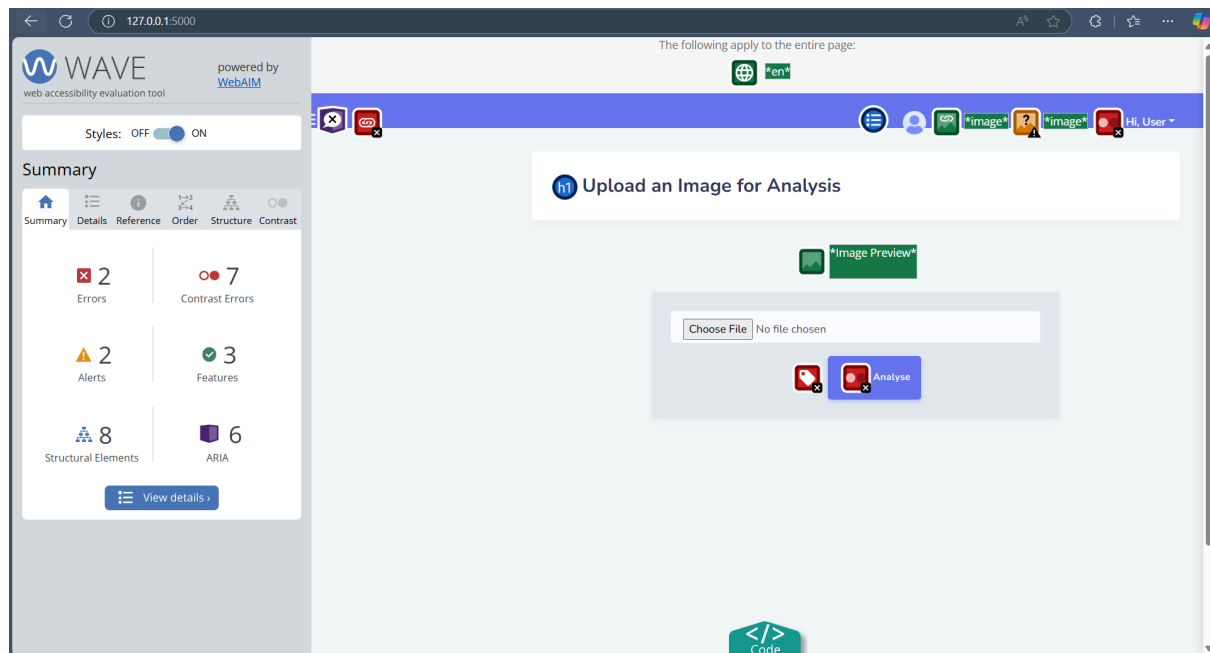 127.0.0.1:5000
WAVE
web accessibility evaluation tool
powered by
WebAIM
Styles: OFF ON
Summary
Summary Details Reference Order Structure Contrast
2
Errors
7
Contrast Errors
2
Alerts
3
Features
8
Structural Elements
6
ARIA
View details ›
The following apply to the entire page:
*en*
*image* ? *image* Hi, User
h1 Upload an Image for Analysis
*Image Preview*
Choose File No file chosen
Analyse
</>
Code